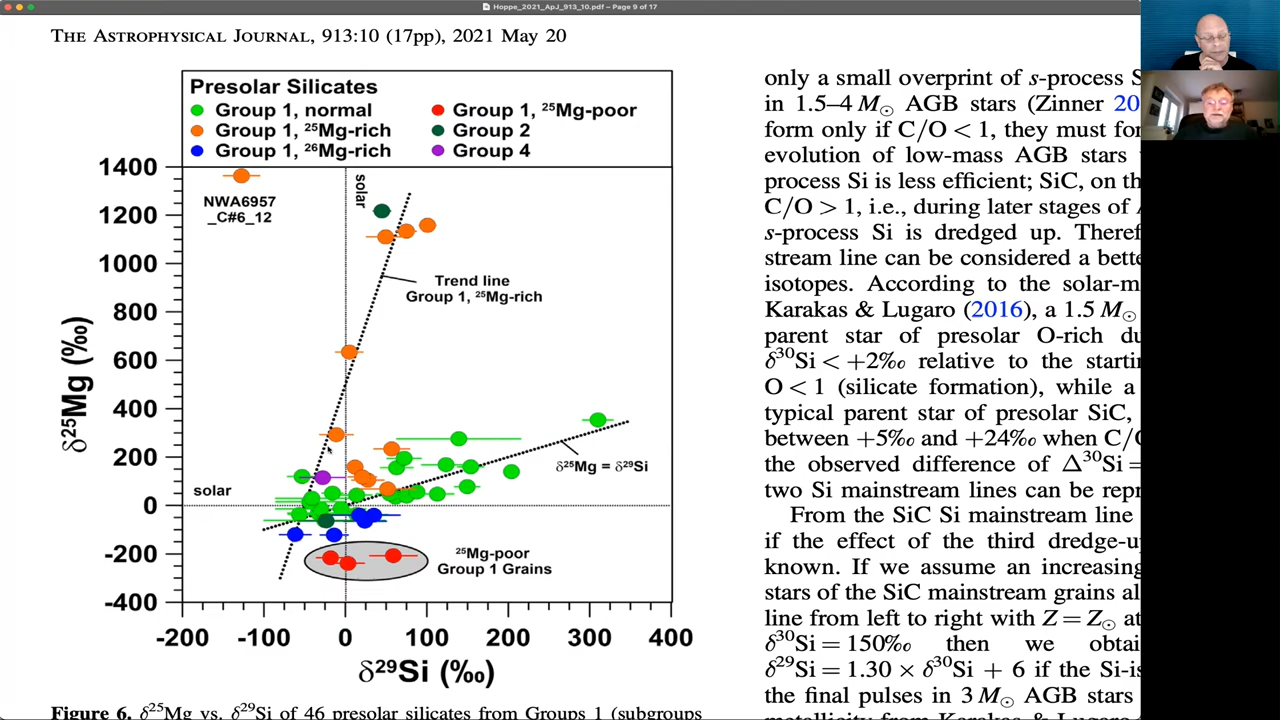 Hoppe_2021_ApJ_913_10.pdf – Page 9 of 17
THE ASTROPHYSICAL JOURNAL, 913:10 (17pp), 2021 May 20
Presolar Silicates
Group 1, normal
Group 1, ²⁵Mg-rich
Group 1, ²⁶Mg-rich
Group 1, ²⁵Mg-poor
Group 2
Group 4
1400
1200
1000
800
600
400
200
0
-200
-400
δ²⁵Mg (‰)
NWA6957
_C#6_12
solar
Trend line
Group 1, ²⁵Mg-rich
δ²⁵Mg = δ²⁹Si
solar
²⁵Mg-poor
Group 1 Grains
-200 -100 0 100 200 300 400
δ²⁹Si (‰)
Figure 6. δ²⁵Mg vs. δ²⁹Si of 46 presolar silicates from Groups 1 (subgroups
only a small overprint of s-process S
in 1.5–4 M☉ AGB stars (Zinner 20
form only if C/O < 1, they must for
evolution of low-mass AGB stars
process Si is less efficient; SiC, on th
C/O > 1, i.e., during later stages of
s-process Si is dredged up. Theref
stream line can be considered a bette
isotopes. According to the solar-m
Karakas & Lugaro (2016), a 1.5 M☉
parent star of presolar O-rich du
δ³⁰Si < +2‰ relative to the startin
O < 1 (silicate formation), while a
typical parent star of presolar SiC,
between +5‰ and +24‰ when C/
the observed difference of Δ³⁰Si =
two Si mainstream lines can be repr
From the SiC Si mainstream line
if the effect of the third dredge-u
known. If we assume an increasing
stars of the SiC mainstream grains al
line from left to right with Z = Z☉ at
δ³⁰Si = 150‰ then we obtai
δ²⁹Si = 1.30 × δ³⁰Si + 6 if the Si-is
the final pulses in 3 M☉ AGB stars
metallicity from Karakas & Lugaro